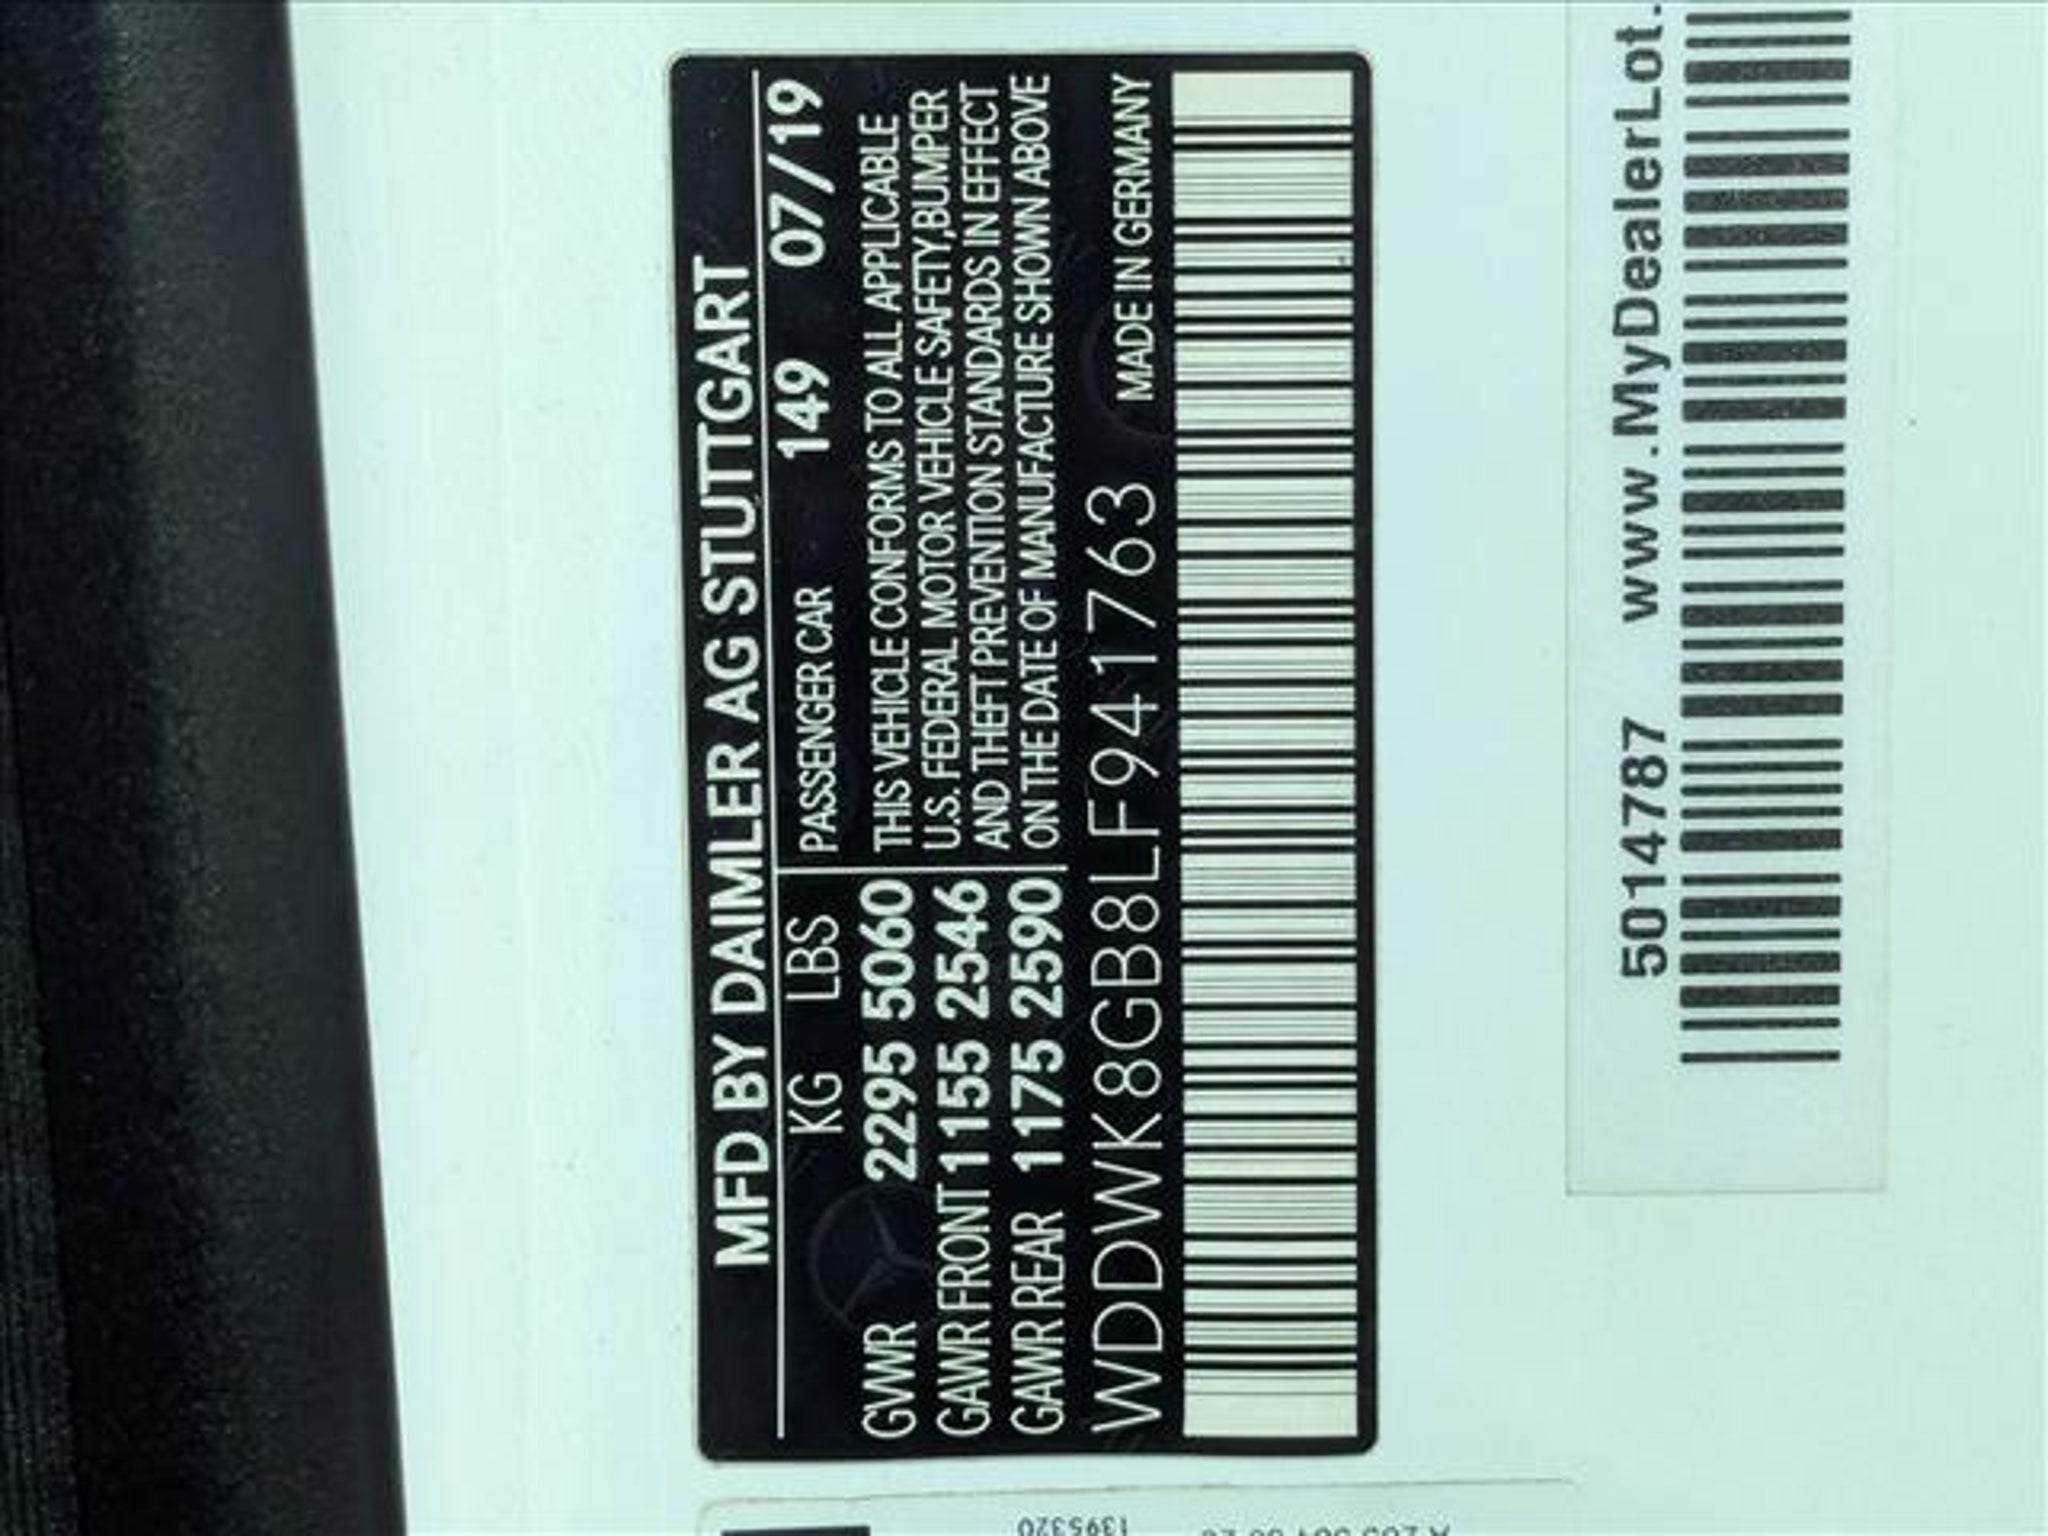 MFD BY DAIMLER AG STUTTGART
KG LBS PASSENGER CAR 149 07/19
GVWR 2295 5060 THIS VEHICLE CONFORMS TO ALL APPLICABLE
U.S. FEDERAL MOTOR VEHICLE SAFETY,BUMPER
GAWR FRONT 1155 2546 AND THEFT PREVENTION STANDARDS IN EFFECT
GAWR REAR 1175 2590 ON THE DATE OF MANUFACTURE SHOWN ABOVE
WDDWK8GB8LF941763 MADE IN GERMANY
5014787 www.MyDealerLot.
1395320